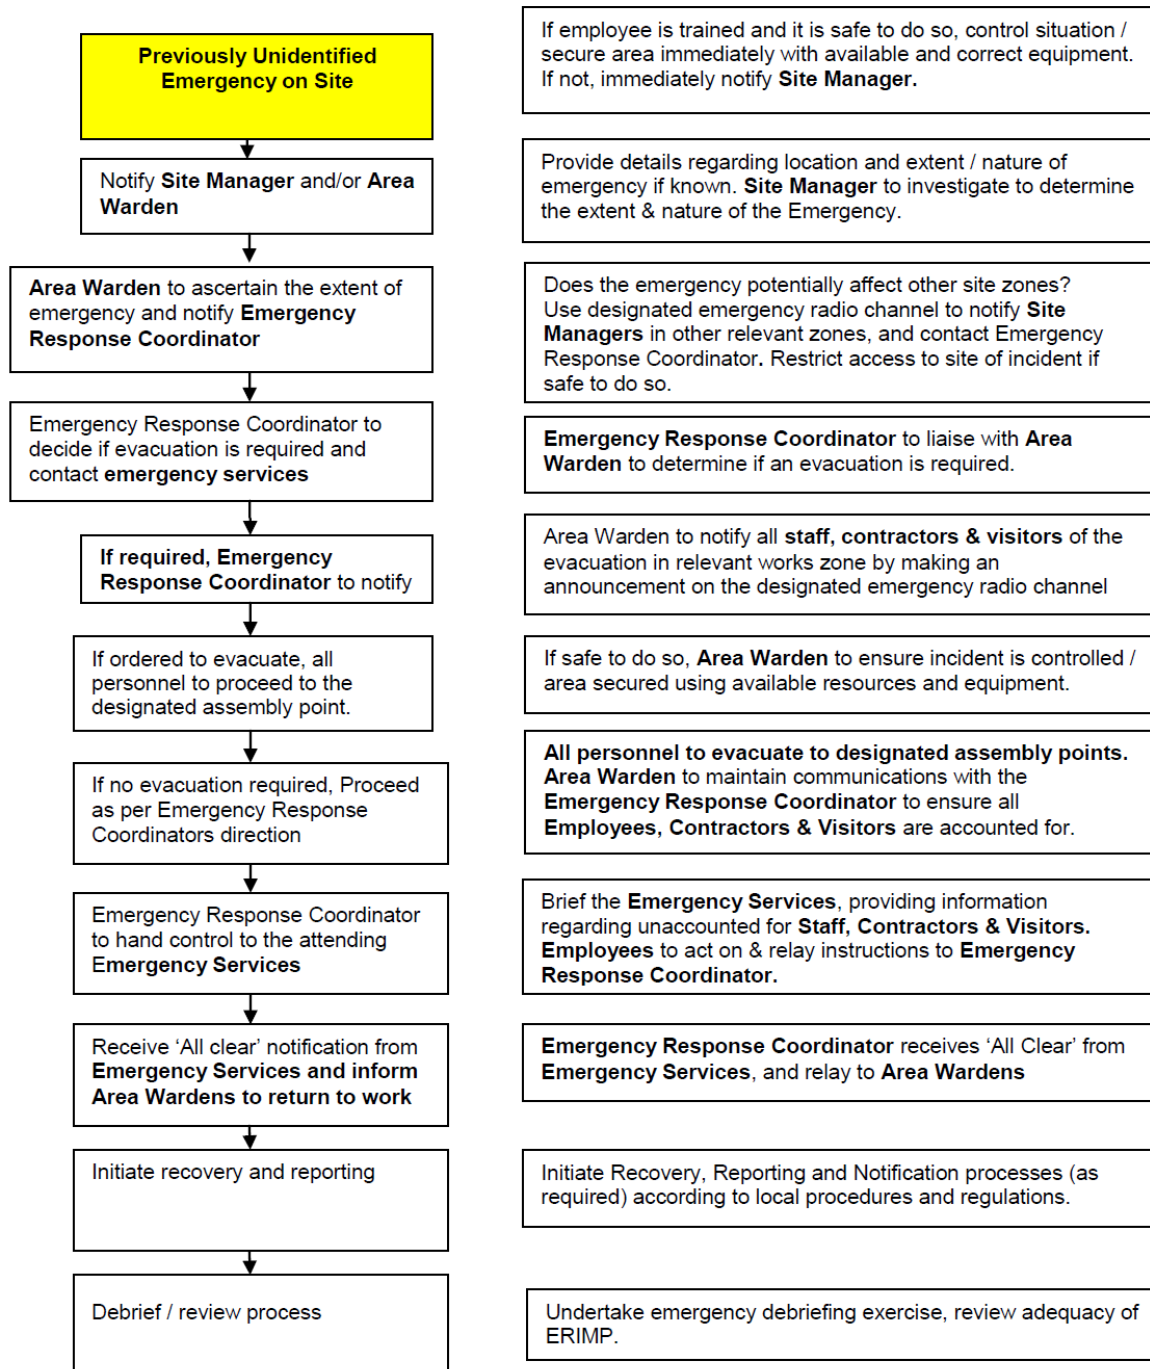 Previously Unidentified
Emergency on Site
If employee is trained and it is safe to do so, control situation /
secure area immediately with available and correct equipment.
If not, immediately notify Site Manager.
Notify Site Manager and/or Area
Warden
Provide details regarding location and extent / nature of
emergency if known. Site Manager to investigate to determine
the extent & nature of the Emergency.
Area Warden to ascertain the extent of
emergency and notify Emergency
Response Coordinator
Does the emergency potentially affect other site zones?
Use designated emergency radio channel to notify Site
Managers in other relevant zones, and contact Emergency
Response Coordinator. Restrict access to site of incident if
safe to do so.
Emergency Response Coordinator to
decide if evacuation is required and
contact emergency services
Emergency Response Coordinator to liaise with Area
Warden to determine if an evacuation is required.
If required, Emergency
Response Coordinator to notify
Area Warden to notify all staff, contractors & visitors of the
evacuation in relevant works zone by making an
announcement on the designated emergency radio channel
If ordered to evacuate, all
personnel to proceed to the
designated assembly point.
If safe to do so, Area Warden to ensure incident is controlled /
area secured using available resources and equipment.
If no evacuation required, Proceed
as per Emergency Response
Coordinators direction
All personnel to evacuate to designated assembly points.
Area Warden to maintain communications with the
Emergency Response Coordinator to ensure all
Employees, Contractors & Visitors are accounted for.
Emergency Response Coordinator
to hand control to the attending
Emergency Services
Brief the Emergency Services, providing information
regarding unaccounted for Staff, Contractors & Visitors.
Employees to act on & relay instructions to Emergency
Response Coordinator.
Receive ‘All clear’ notification from
Emergency Services and inform
Area Wardens to return to work
Emergency Response Coordinator receives ‘All Clear’ from
Emergency Services, and relay to Area Wardens
Initiate recovery and reporting
Initiate Recovery, Reporting and Notification processes (as
required) according to local procedures and regulations.
Debrief / review process
Undertake emergency debriefing exercise, review adequacy of
ERIMP.